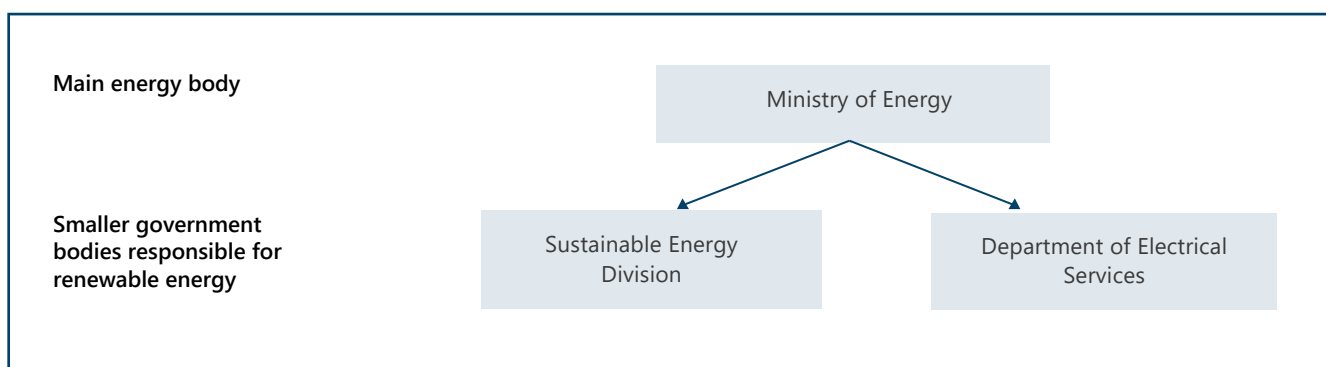 Main energy body
Ministry of Energy
Smaller government
bodies responsible for
renewable energy
Sustainable Energy
Division
Department of Electrical
Services